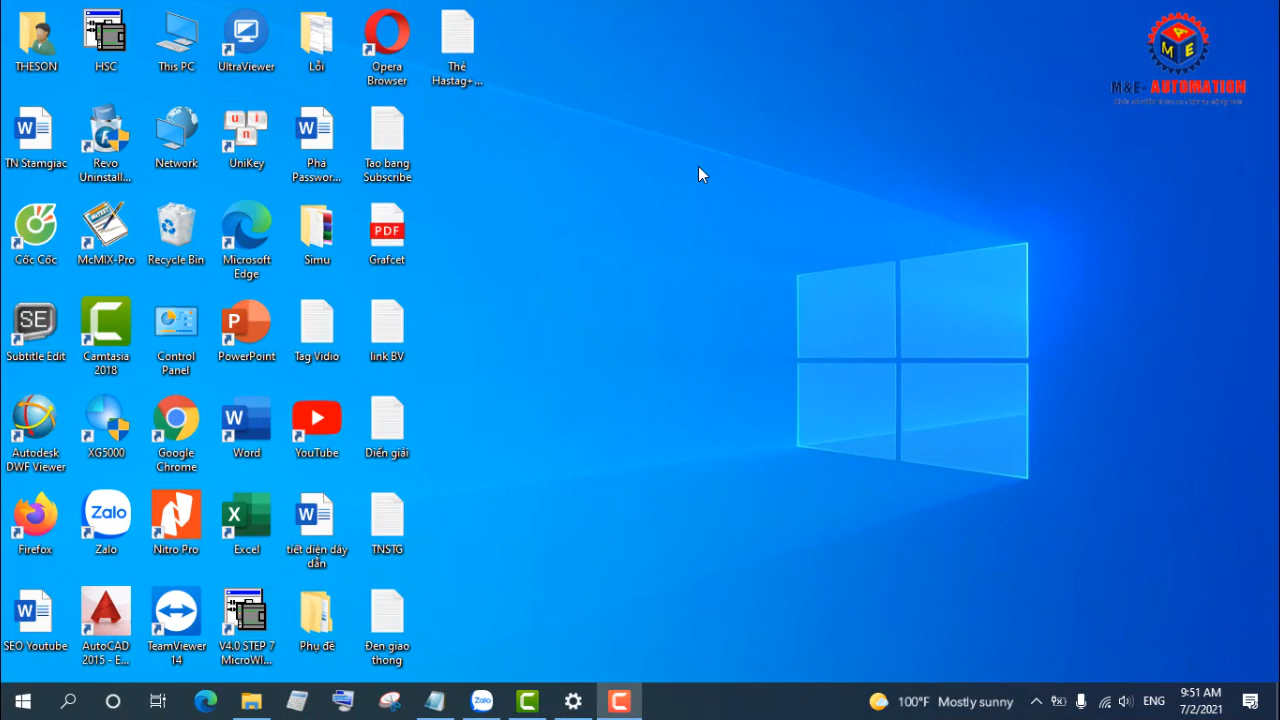 THESON
HSC
This PC
UltraViewer
Lỗi
Opera
Browser
Thẻ
Hastag+...
A
M E
M&E- AUTOMATION
TN Stamgiac
Revo
Uninstall...
Network
u i
n
UniKey
Phá
Passwor...
Tao bang
Subscribe
Cốc Cốc
McMIX-Pro
Recycle Bin
Microsoft
Edge
Simu
PDF
Grafcet
SE
Subtitle Edit
Camtasia
2018
Control
Panel
PowerPoint
Tag Vidio
link BV
Autodesk
DWF Viewer
XG5000
Google
Chrome
Word
YouTube
Diển giải
Firefox
Zalo
Zalo
Nitro Pro
Excel
tiết diện dây
dẫn
TNSTG
SEO Youtube
AutoCAD
2015 - E...
TeamViewer
14
V4.0 STEP 7
MicroWI...
Phụ đề
Đen giao
thong
Zalo
100°F Mostly sunny
ENG
9:51 AM
7/2/2021